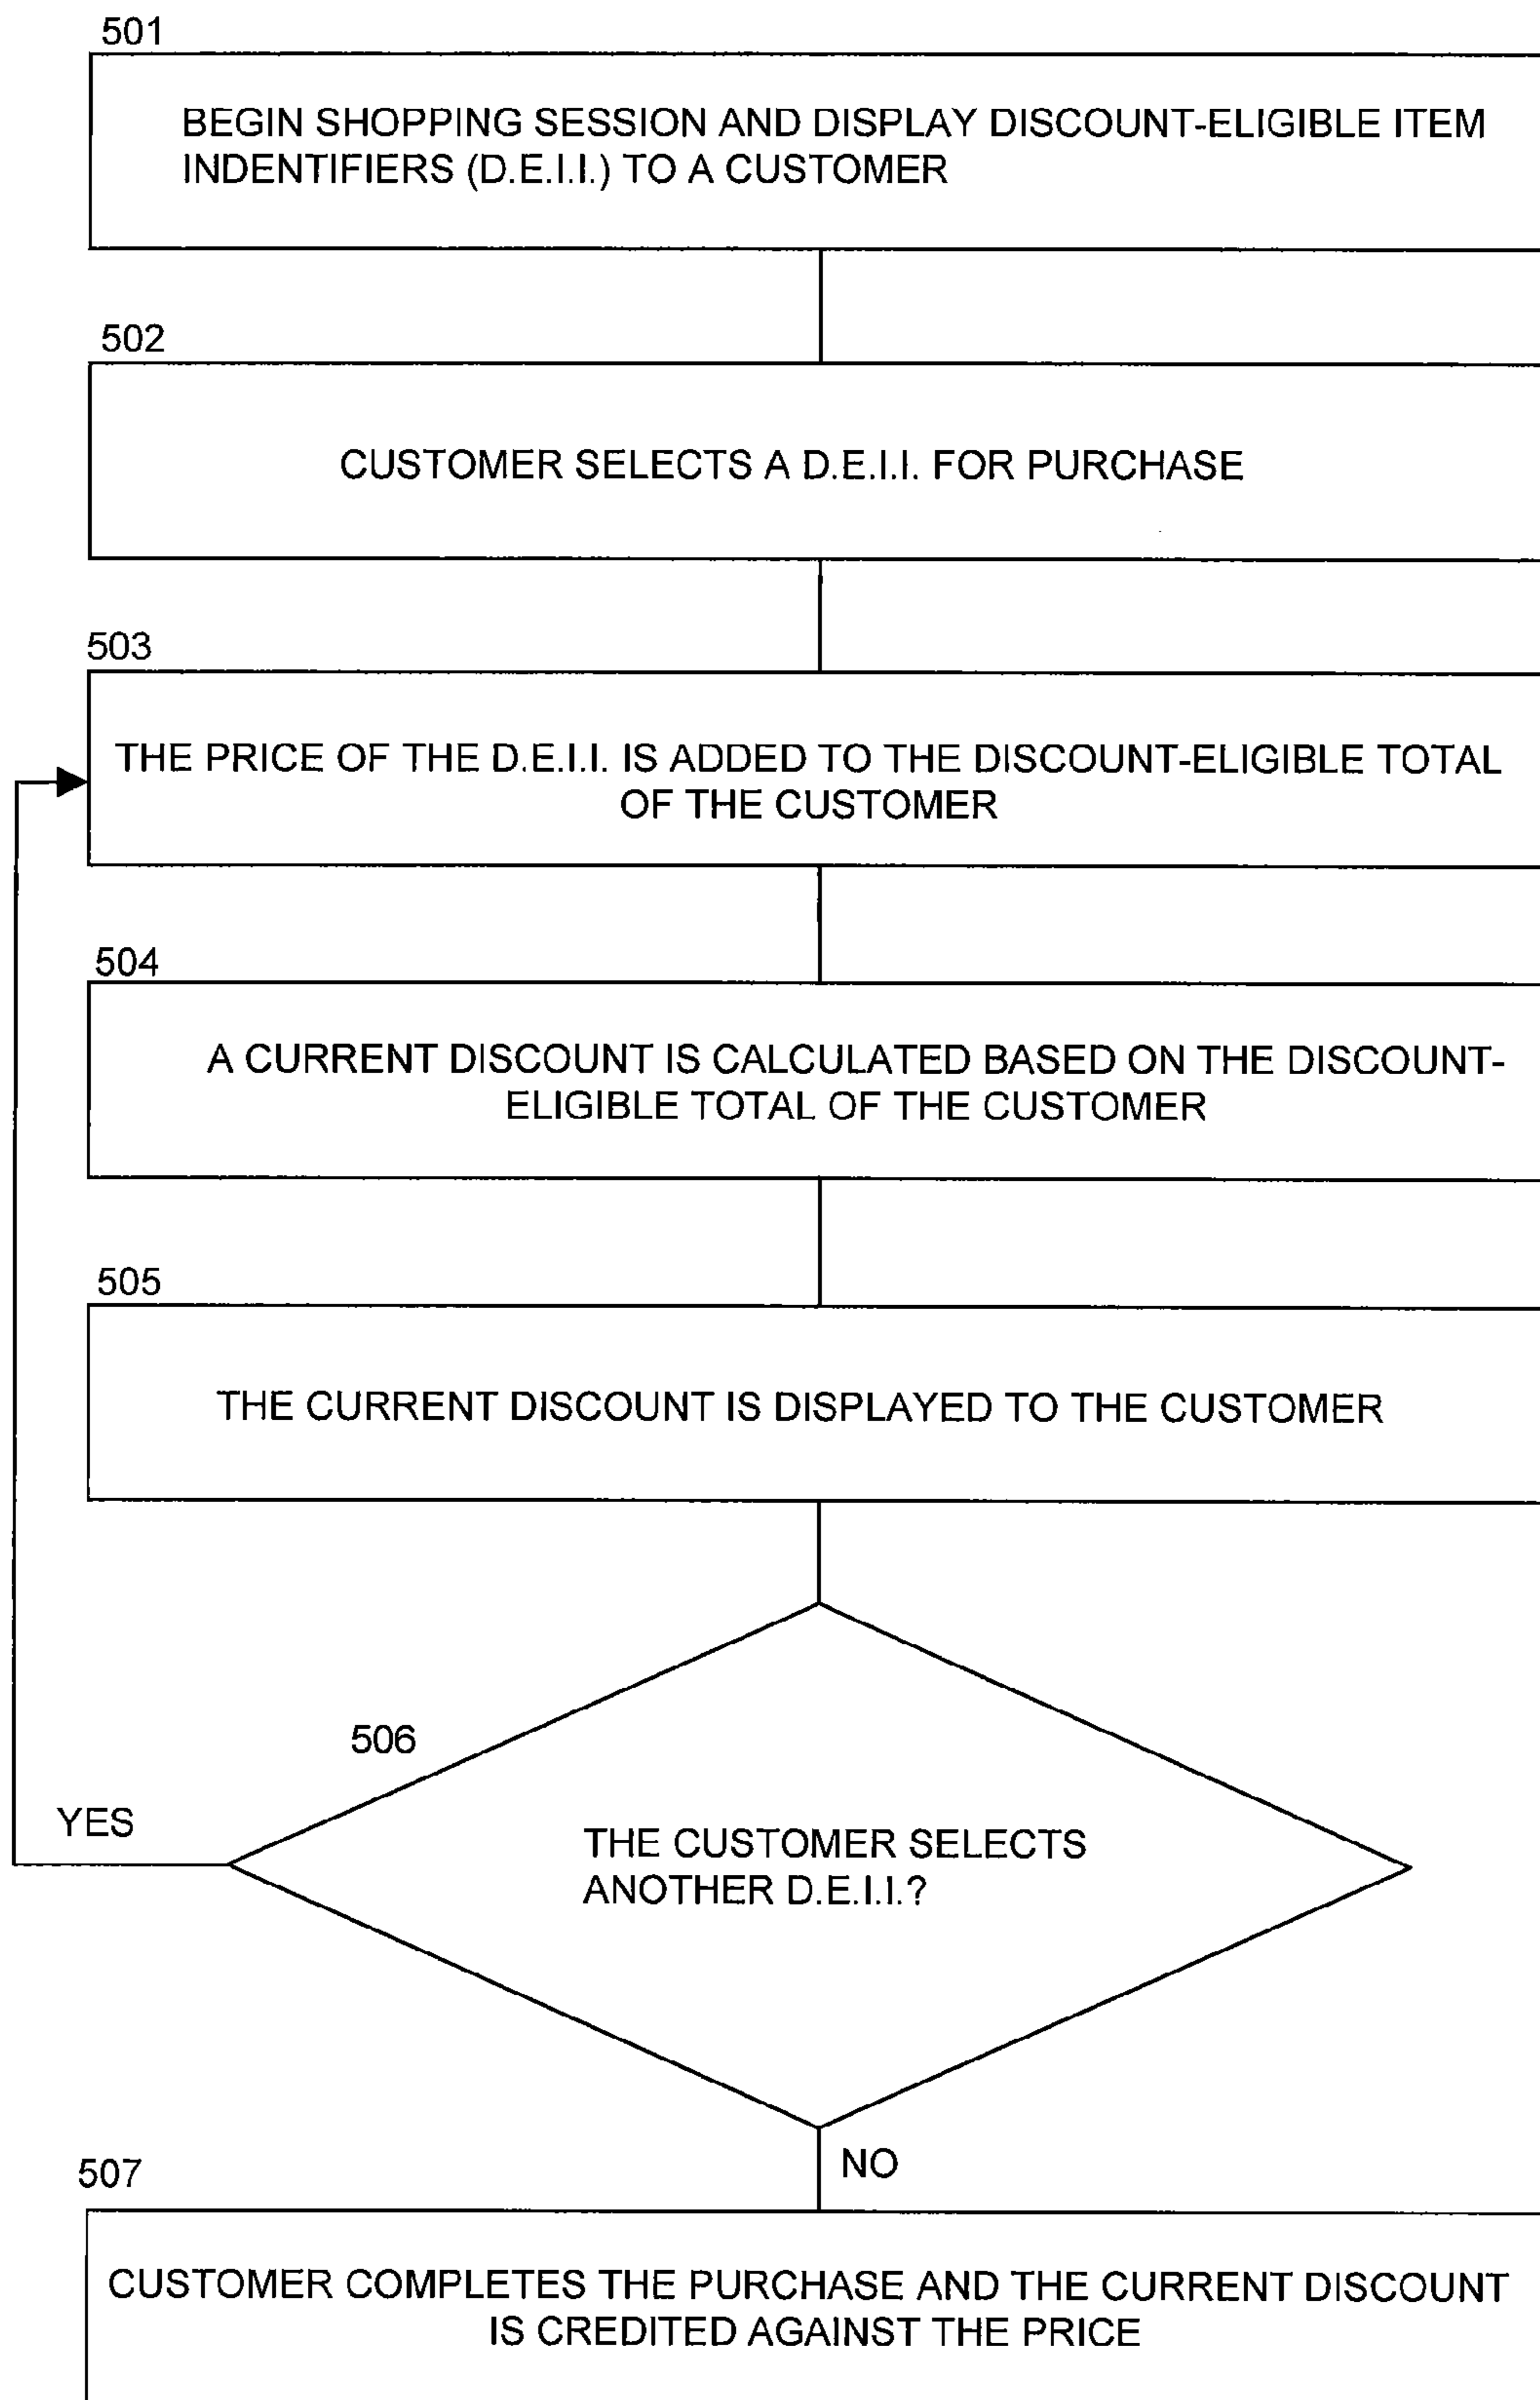 501
BEGIN SHOPPING SESSION AND DISPLAY DISCOUNT-ELIGIBLE ITEM
INDENTIFIERS (D.E.I.I.) TO A CUSTOMER
502
CUSTOMER SELECTS A D.E.I.I. FOR PURCHASE
503
THE PRICE OF THE D.E.I.I. IS ADDED TO THE DISCOUNT-ELIGIBLE TOTAL
OF THE CUSTOMER
504
A CURRENT DISCOUNT IS CALCULATED BASED ON THE DISCOUNT-
ELIGIBLE TOTAL OF THE CUSTOMER
505
THE CURRENT DISCOUNT IS DISPLAYED TO THE CUSTOMER
506
YES
THE CUSTOMER SELECTS
ANOTHER D.E.I.I.?
NO
507
CUSTOMER COMPLETES THE PURCHASE AND THE CURRENT DISCOUNT
IS CREDITED AGAINST THE PRICE